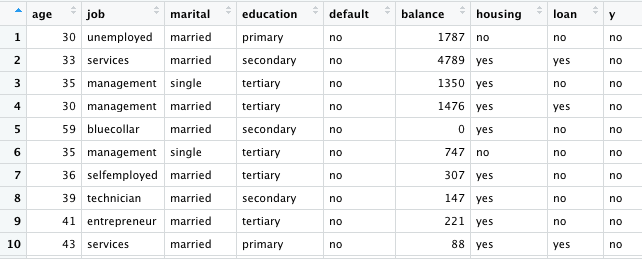 age job marital education default balance housing loan y
1 30 unemployed married primary no 1787 no no no
2 33 services married secondary no 4789 yes yes no
3 35 management single tertiary no 1350 yes no no
4 30 management married tertiary no 1476 yes yes no
5 59 bluecollar married secondary no 0 yes no no
6 35 management single tertiary no 747 no no no
7 36 selfemployed married tertiary no 307 yes no no
8 39 technician married secondary no 147 yes no no
9 41 entrepreneur married tertiary no 221 yes no no
10 43 services married primary no 88 yes yes no